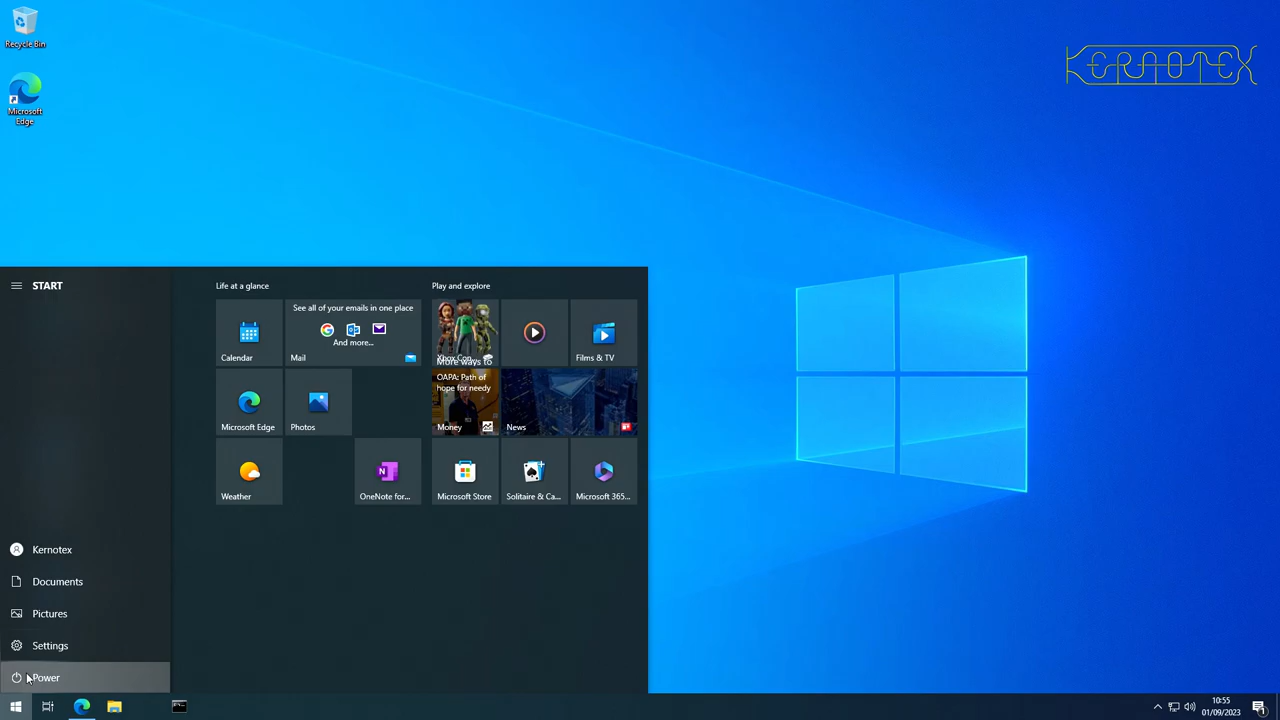 Recycle Bin
Microsoft
Edge
KERNOTEX
START
Life at a glance
Play and explore
See all of your emails in one place
And more...
Calendar
Mail
Xbox Con...
More ways to
Films & TV
OAPA: Path of
hope for needy
Microsoft Edge
Photos
Money
News
Weather
OneNote for...
Microsoft Store
Solitaire & Ca...
Microsoft 365...
Kernotex
Documents
Pictures
Settings
Power
10:55
01/09/2023
1